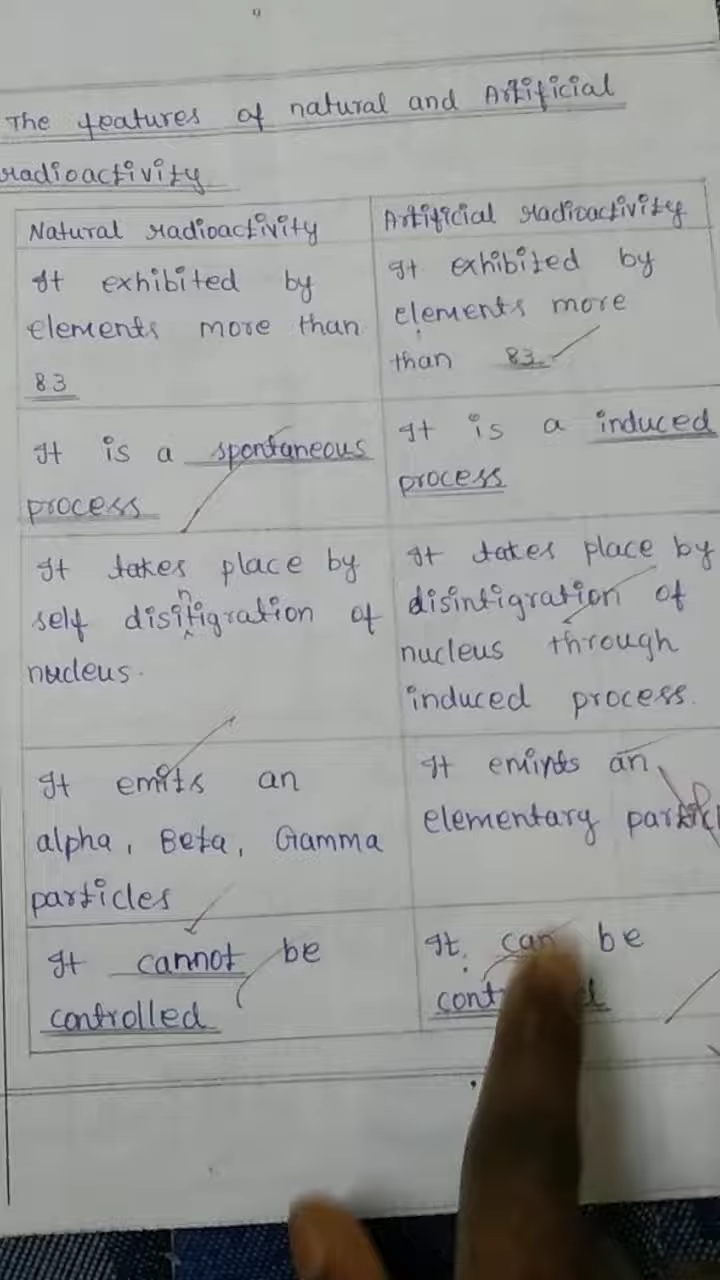 The features of natural and Artificial
radioactivity
Natural radioactivity
It exhibited by
elements more than
83
It is a spontaneous
process
It takes place by
self disintigration of
nucleus.
It emits an
alpha, Beta, Gamma
particles
It cannot be
controlled
Artificial radioactivity
It exhibited by
elements more
than 83
It is a induced
process
It takes place by
disintigration of
nucleus through
induced process.
It emints an
elementary
It can be